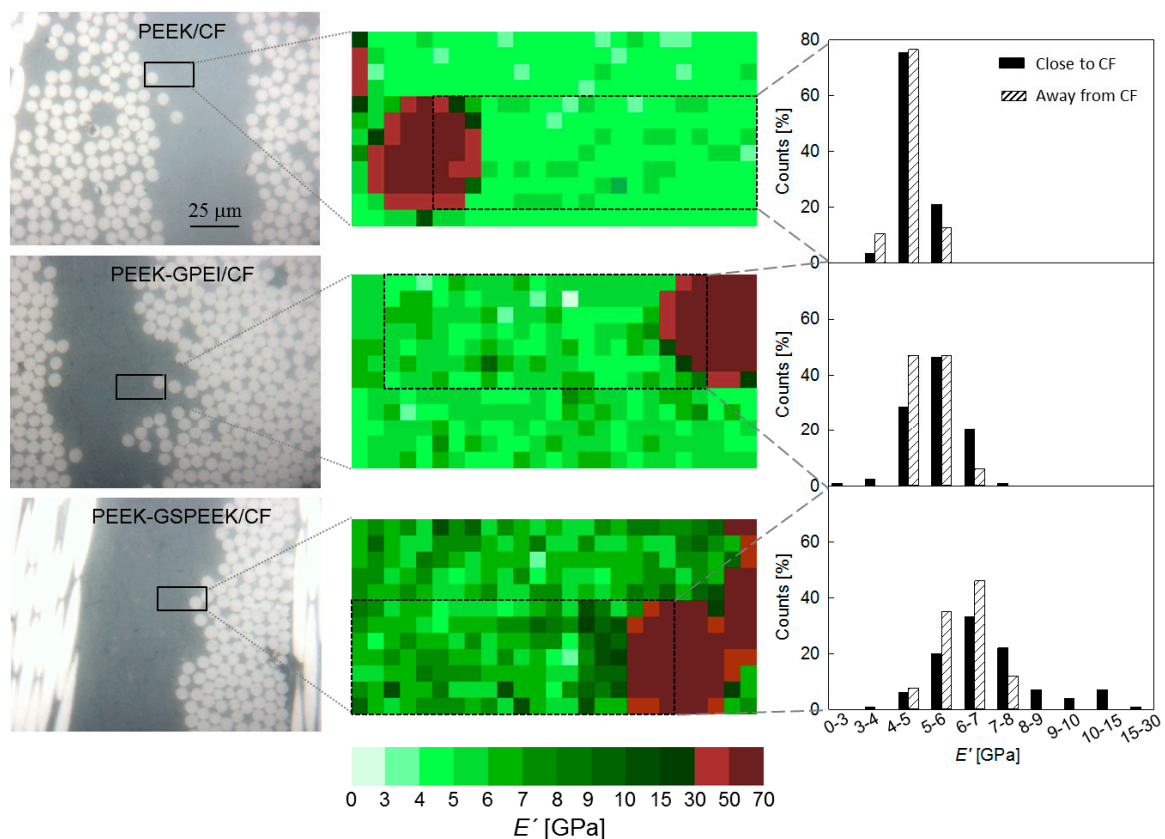 PEEK/CF
25 μm
PEEK-GPEI/CF
PEEK-GSPEEK/CF
0 3 4 5 6 7 8 9 10 15 30 50 70
E´ [GPa]
Close to CF
Away from CF
80
60
40
20
0
Counts [%]
60
40
20
0
Counts [%]
60
40
20
0
Counts [%]
0-3 3-4 4-5 5-6 6-7 7-8 8-9 9-10 10-15 15-30
E' [GPa]